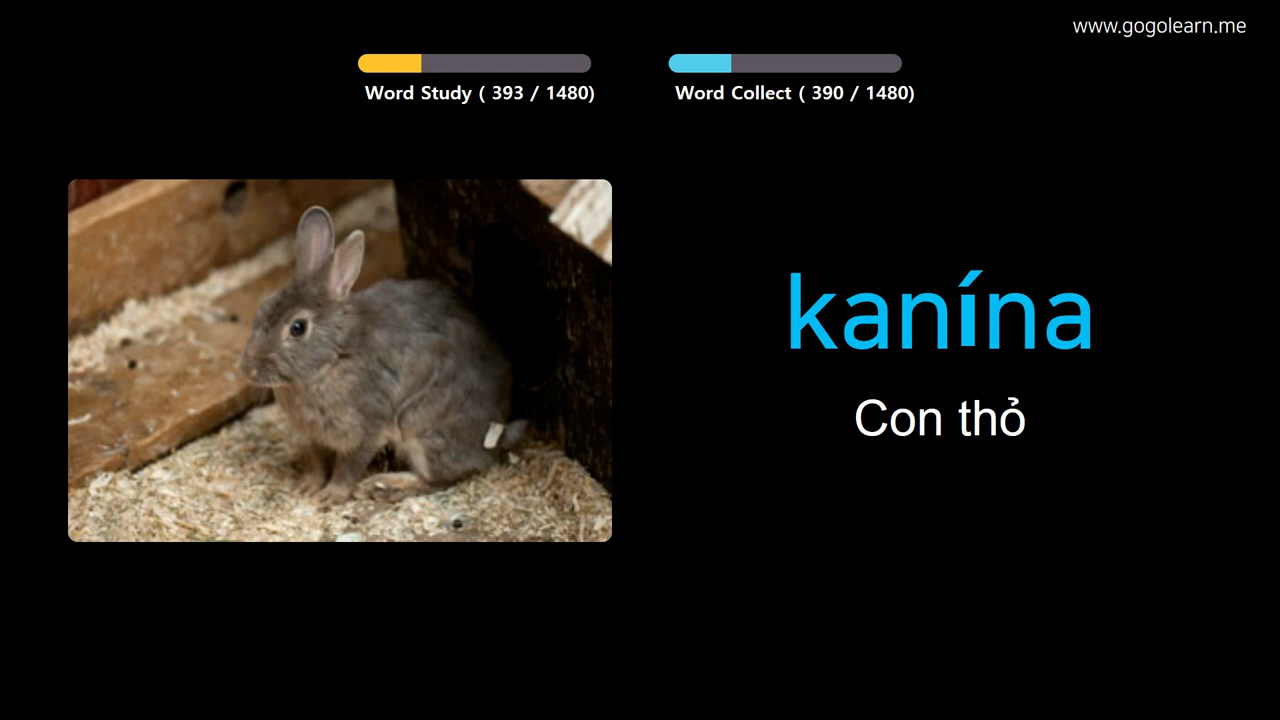 www.gogolearn.me
Word Study ( 393 / 1480)
Word Collect ( 390 / 1480)
kanína
Con thỏ